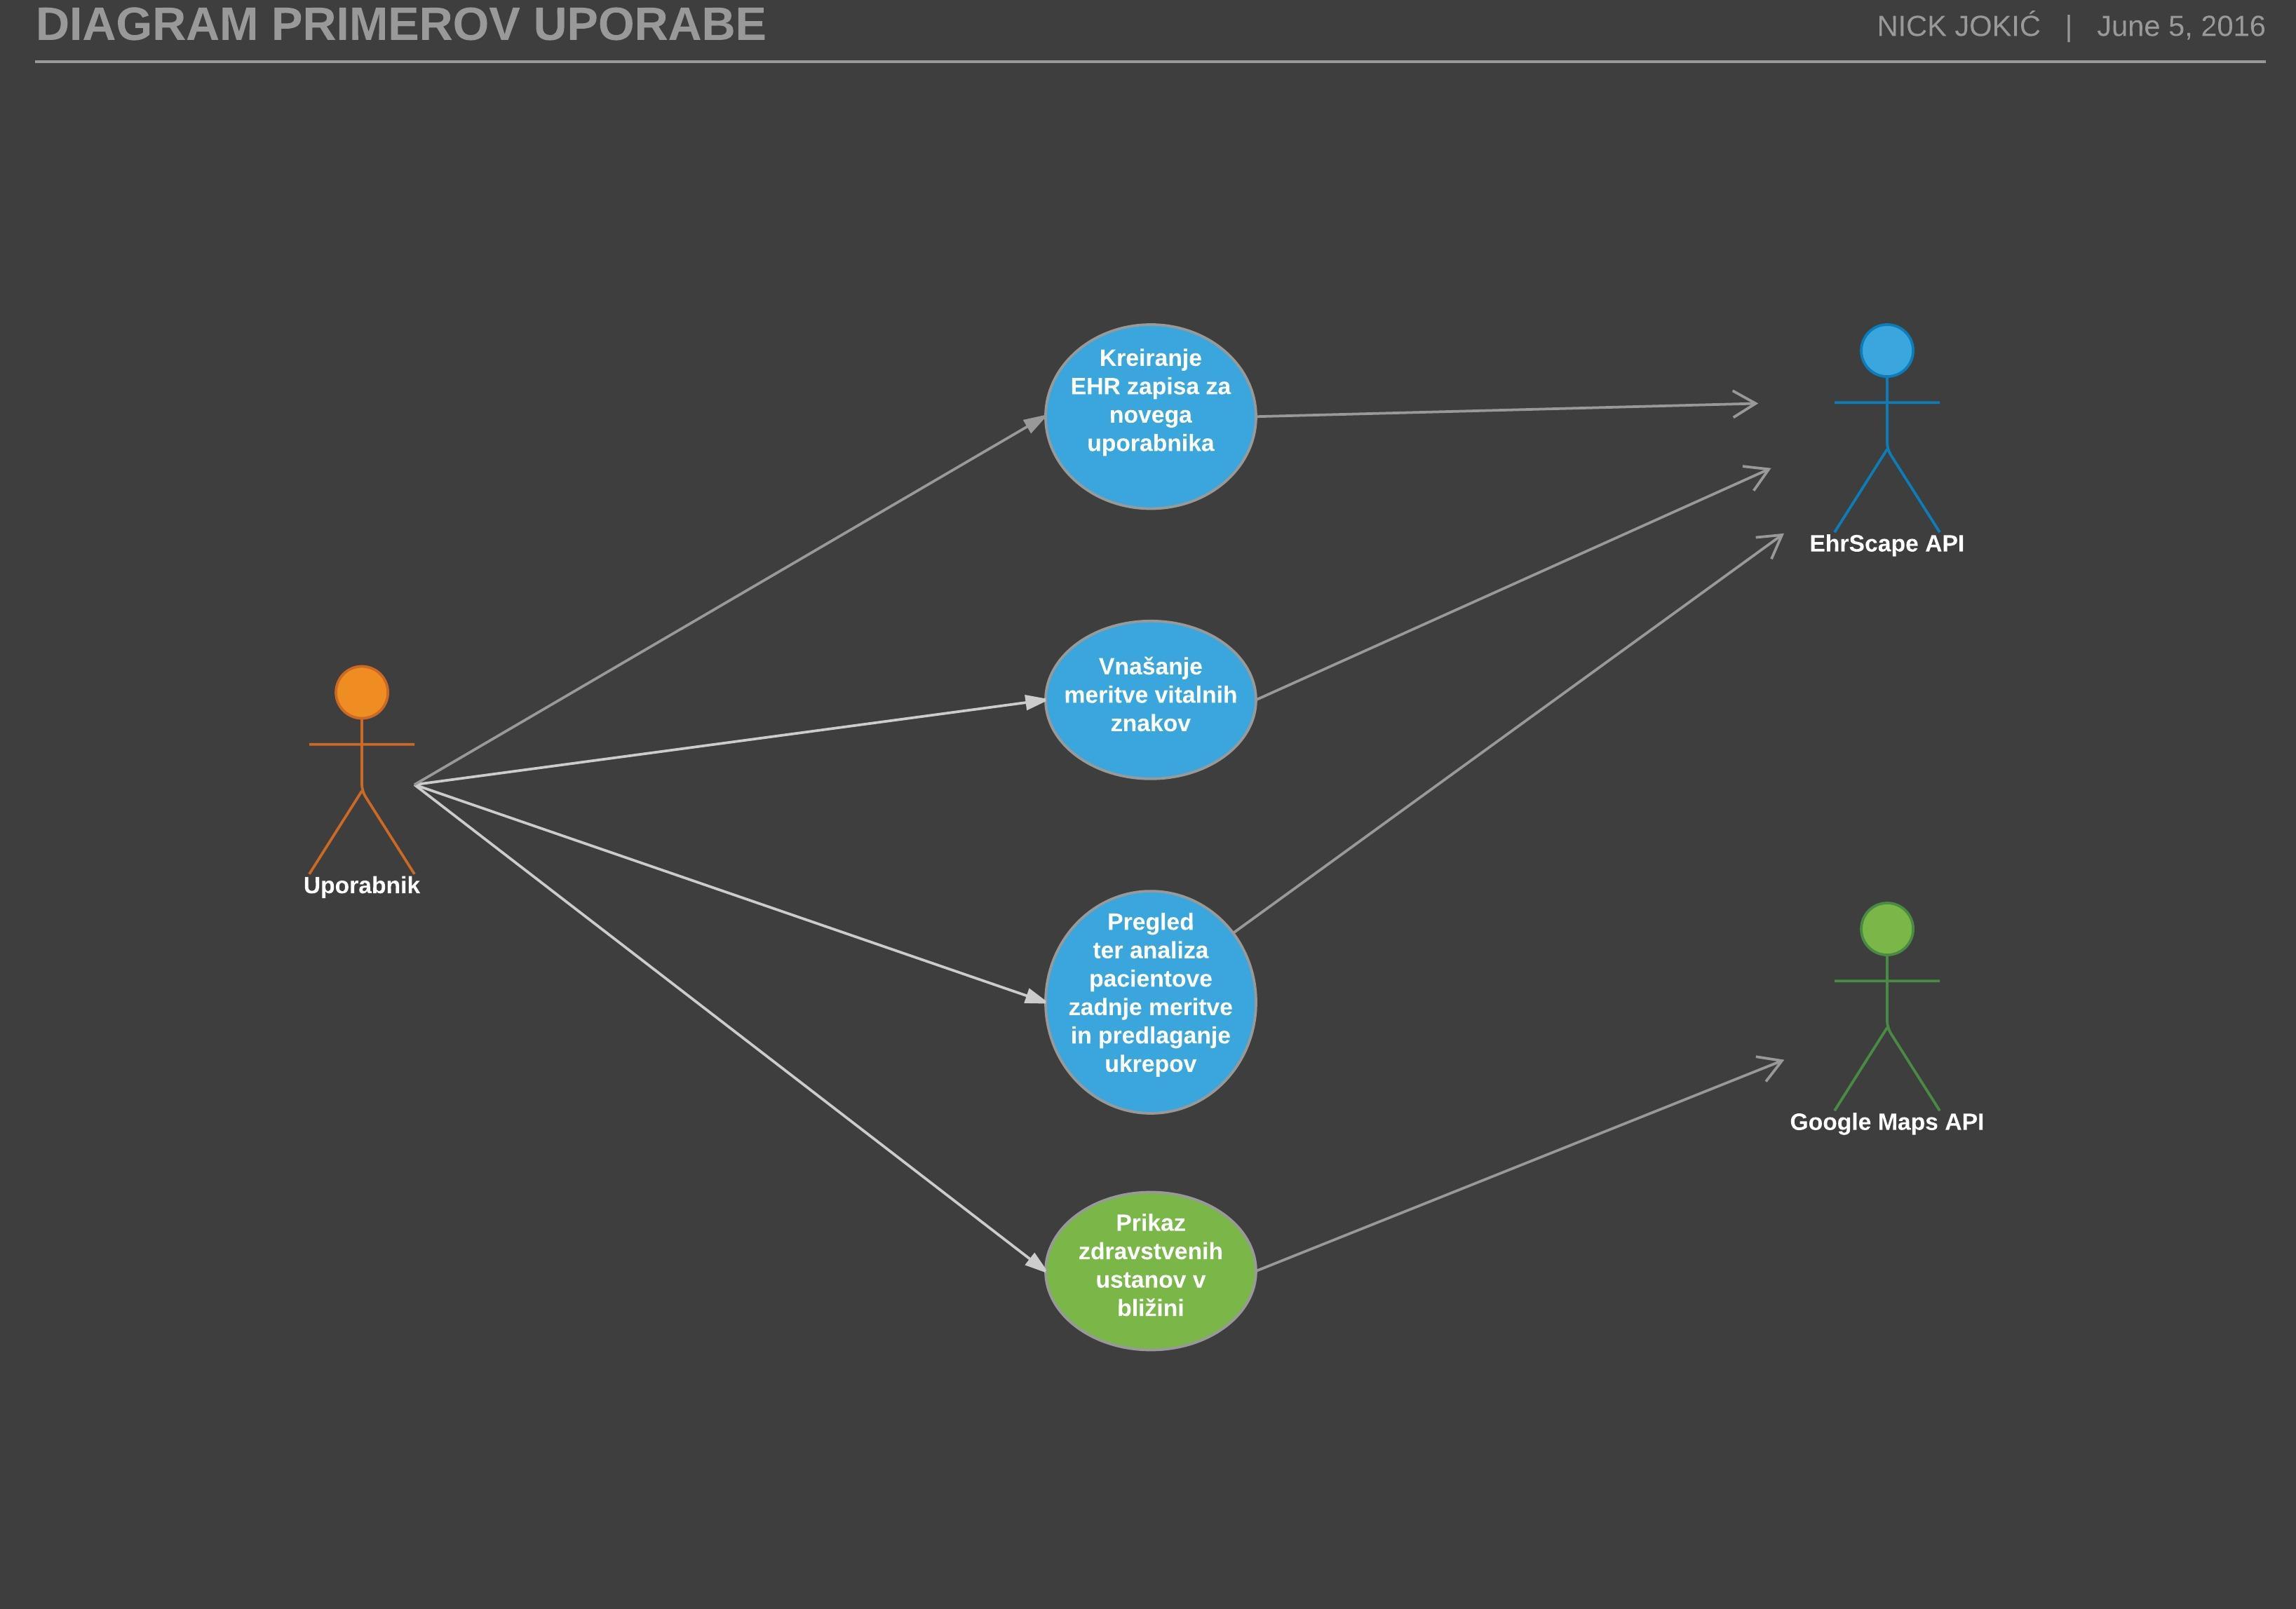 DIAGRAM PRIMEROV UPORABE
NICK JOKIĆ | June 5, 2016
Kreiranje
EHR zapisa za
novega
uporabnika
EhrScape API
Vnašanje
meritve vitalnih
znakov
Uporabnik
Pregled
ter analiza
pacientove
zadnje meritve
in predlaganje
ukrepov
Google Maps API
Prikaz
zdravstvenih
ustanov v
bližini